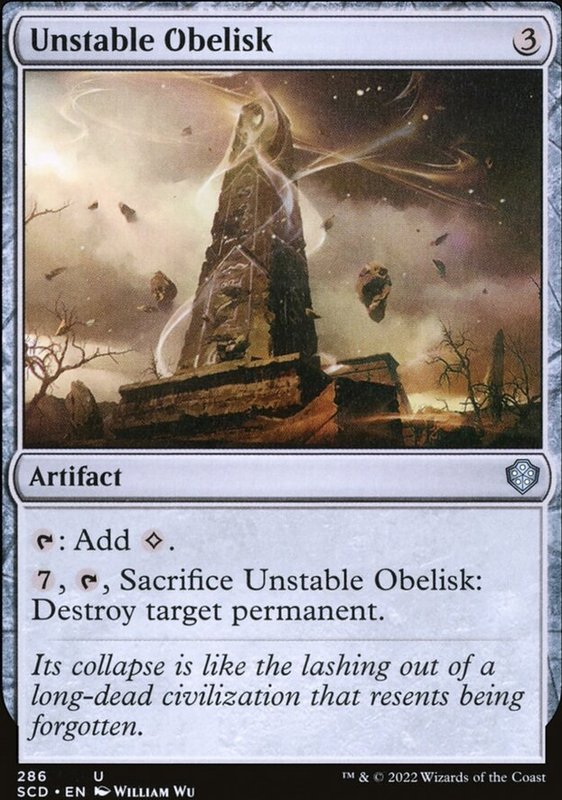 Unstable Obelisk 3
Artifact
: Add .
7, , Sacrifice Unstable Obelisk:
Destroy target permanent.
Its collapse is like the lashing out of a
long-dead civilization that resents being
forgotten.
286 U
SCD • EN William Wu
™ & © 2022 Wizards of the Coast